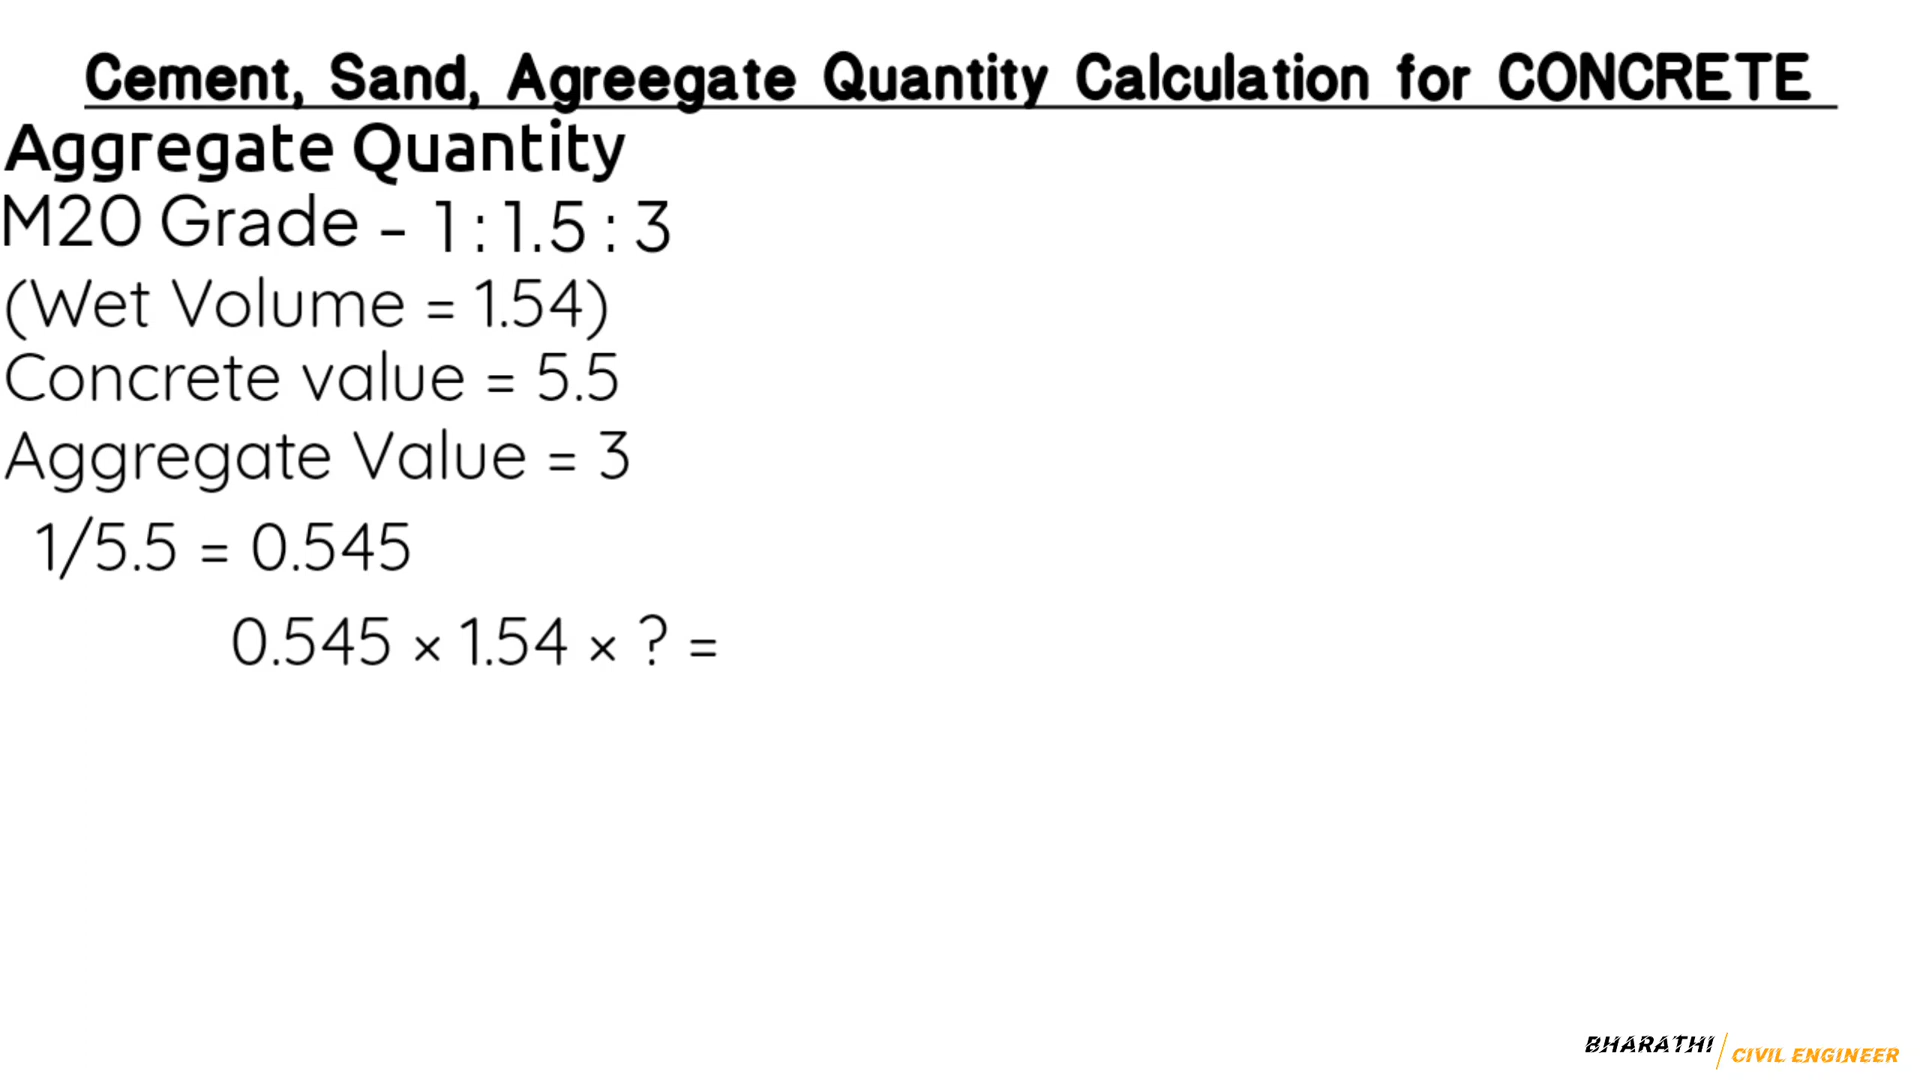 Cement, Sand, Agreegate Quantity Calculation for CONCRETE
Aggregate Quantity
M20 Grade - 1 : 1.5 : 3
(Wet Volume = 1.54)
Concrete value = 5.5
Aggregate Value = 3
1/5.5 = 0.545
0.545 × 1.54 × ? =
BHARATHI / CIVIL ENGINEER